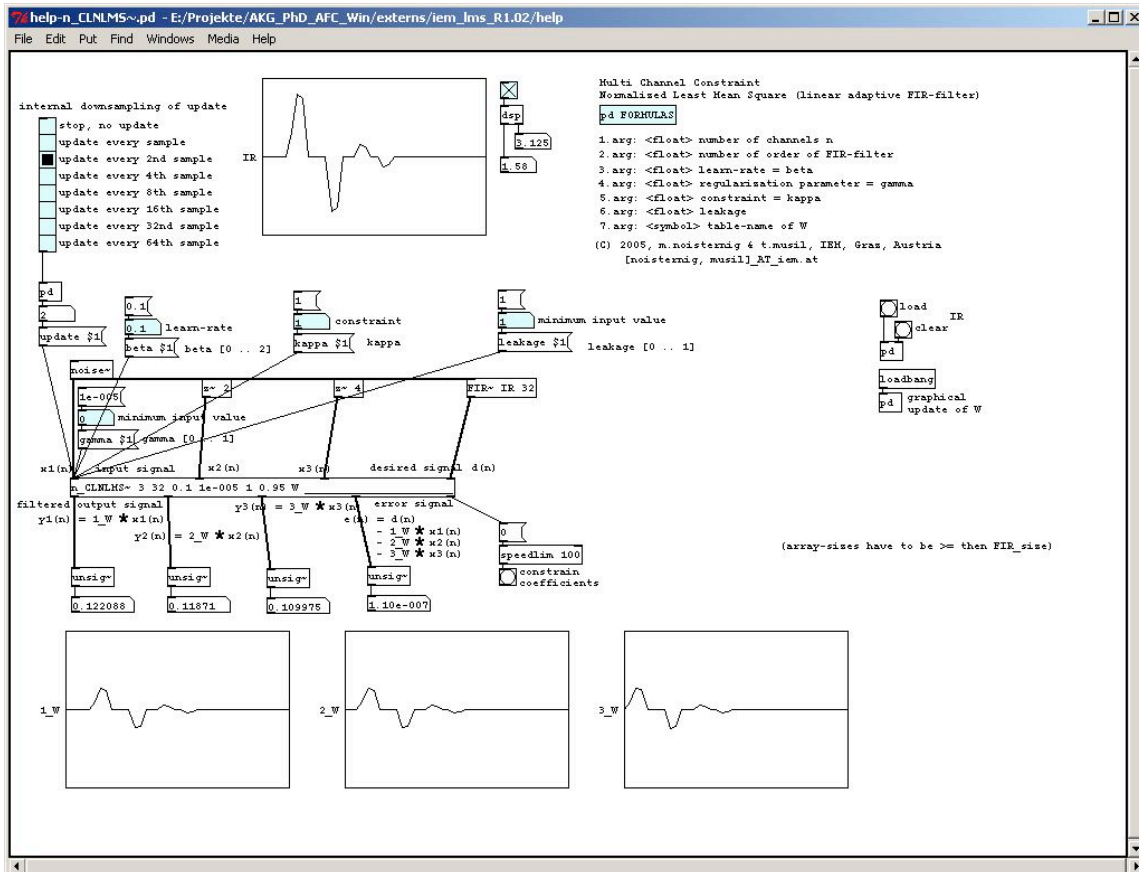 help-n_CLNLMS~.pd - E:/Projekte/AKG_PhD_AFC_Win/externs/iem_lms_R1.02/help
File Edit Put Find Windows Media Help
internal downsampling of update
stop, no update
update every sample
update every 2nd sample
update every 4th sample
update every 8th sample
update every 16th sample
update every 32nd sample
update every 64th sample
IR
dsp
3.125
1.58
Multi Channel Constraint
Normalized Least Mean Square (linear adaptive FIR-filter)
pd FORMULAS
1.arg: <float> number of channels n
2.arg: <float> number of order of FIR-filter
3.arg: <float> learn-rate = beta
4.arg: <float> regularization parameter = gamma
5.arg: <float> constraint = kappa
6.arg: <float> leakage
7.arg: <symbol> table-name of W
(C) 2005, m.noisternig & t.musil, IEM, Graz, Austria
[noisternig, musil]_AT_iem.at
pd
2
update $1
0.1
0.1 learn-rate
beta $1 beta [0 .. 2]
1
1 constraint
kappa $1 kappa
1
1 minimum input value
leakage $1 leakage [0 .. 1]
load
IR
clear
pd
loadbang
pd graphical
update of W
noise~
z~ 2
z~ 4
FIR~ IR 32
1e-005
0 minimum input value
gamma $1 gamma [0 .. 1]
x1(n) input signal x2(n) x3(n) desired signal d(n)
n_CLNLMS~ 3 32 0.1 1e-005 1 0.95 W
filtered output signal
y1(n) = 1_W * x1(n)
y2(n) = 2_W * x2(n)
y3(n) = 3_W * x3(n)
error signal
e(n) = d(n)
- 1_W * x1(n)
- 2_W * x2(n)
- 3_W * x3(n)
0
speedlim 100
constrain
coefficients
(array-sizes have to be >= then FIR_size)
unsig~ unsig~ unsig~ unsig~
0.122088 0.11871 0.109975 1.10e-007
1_W 2_W 3_W